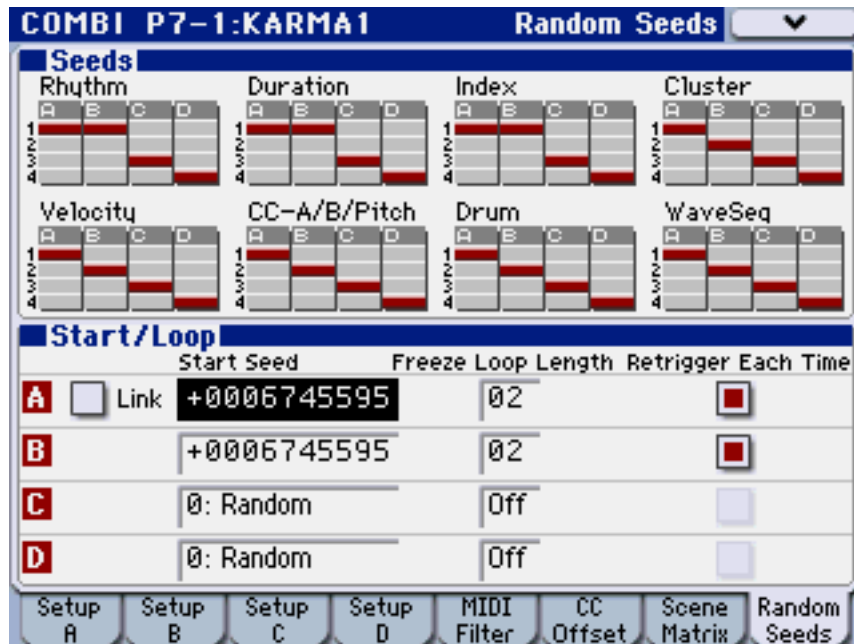 COMBI P7-1:KARMA1 Random Seeds
Seeds
Rhythm Duration Index Cluster
A B C D A B C D A B C D A B C D
1 1 1 1
2 2 2 2
3 3 3 3
4 4 4 4
Velocity CC-A/B/Pitch Drum WaveSeq
A B C D A B C D A B C D A B C D
1 1 1 1
2 2 2 2
3 3 3 3
4 4 4 4
Start/Loop
Start Seed Freeze Loop Length Retrigger Each Time
A Link +0006745595 02
B +0006745595 02
C 0: Random Off
D 0: Random Off
Setup Setup Setup Setup MIDI CC Scene Random
A B C D Filter Offset Matrix Seeds